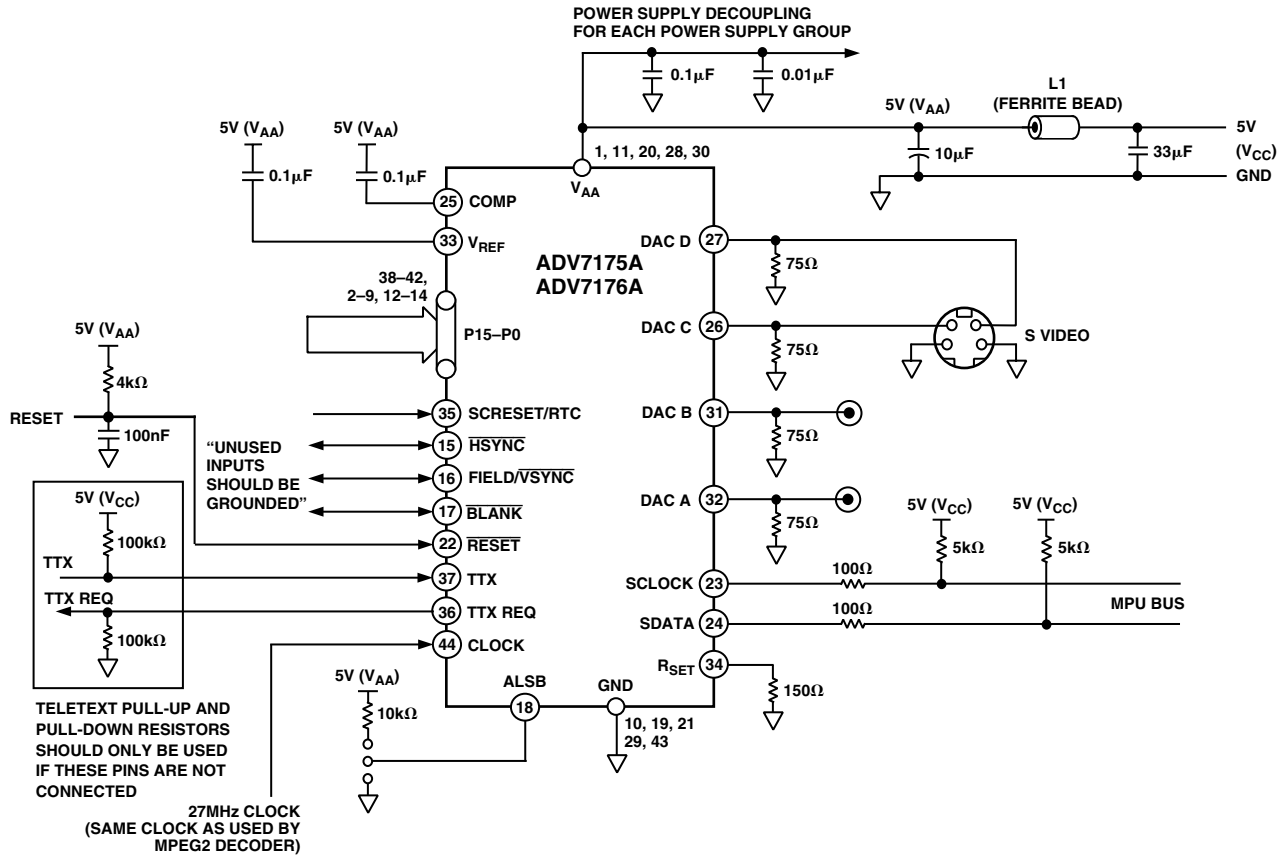 POWER SUPPLY DECOUPLING
FOR EACH POWER SUPPLY GROUP
0.1μF
0.01μF
L1
(FERRITE BEAD)
5V (VAA)
5V
(VCC)
GND
10μF
33μF
5V (VAA)
5V (VAA)
0.1μF
0.1μF
1, 11, 20, 28, 30
VAA
25
COMP
33
VREF
ADV7175A
ADV7176A
38–42,
2–9, 12–14
P15–P0
DAC D
27
75Ω
DAC C
26
75Ω
S VIDEO
DAC B
31
75Ω
DAC A
32
75Ω
5V (VAA)
4kΩ
RESET
100nF
35
SCRESET/RTC
"UNUSED
INPUTS
SHOULD BE
GROUNDED"
15
HSYNC
16
FIELD/VSYNC
17
BLANK
22
RESET
37
TTX
36
TTX REQ
44
CLOCK
5V (VCC)
100kΩ
TTX
TTX REQ
100kΩ
TELETEXT PULL-UP AND
PULL-DOWN RESISTORS
SHOULD ONLY BE USED
IF THESE PINS ARE NOT
CONNECTED
27MHz CLOCK
(SAME CLOCK AS USED BY
MPEG2 DECODER)
5V (VAA)
10kΩ
ALSB
18
GND
10, 19, 21
29, 43
SCLOCK
23
100Ω
SDATA
24
100Ω
5V (VCC)
5kΩ
5V (VCC)
5kΩ
MPU BUS
RSET
34
150Ω